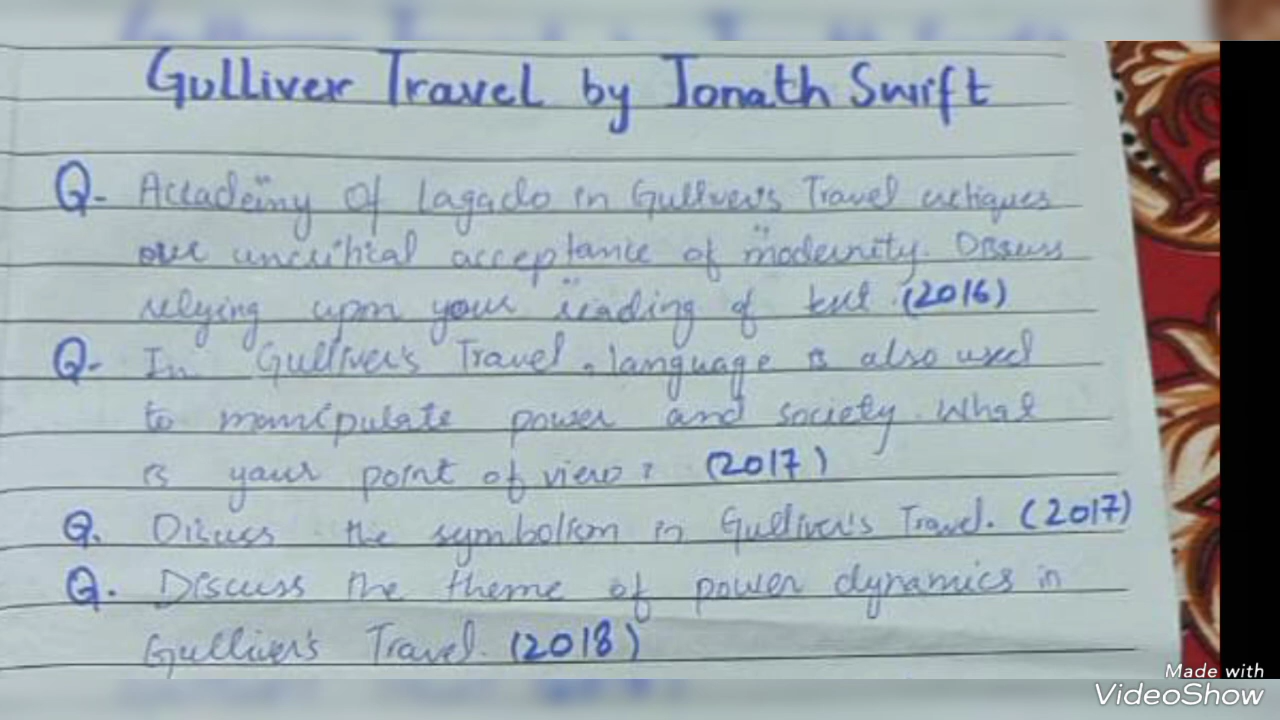 Gulliver Travel by Jonath Swift
Q- Accademy Of Lagado in Gulliver's Travel critiques
our uncritical acceptance of modernity. Discuss
relying upon your reading of text (2016)
Q- In Gulliver's Travel, language is also used
to manipulate power and society. What
is your point of view? (2017)
Q. Discuss the symbolism in Gulliver's Travel. (2017)
Q. Discuss the theme of power dynamics in
Gulliver's Travel. (2018)
Made with
VideoShow